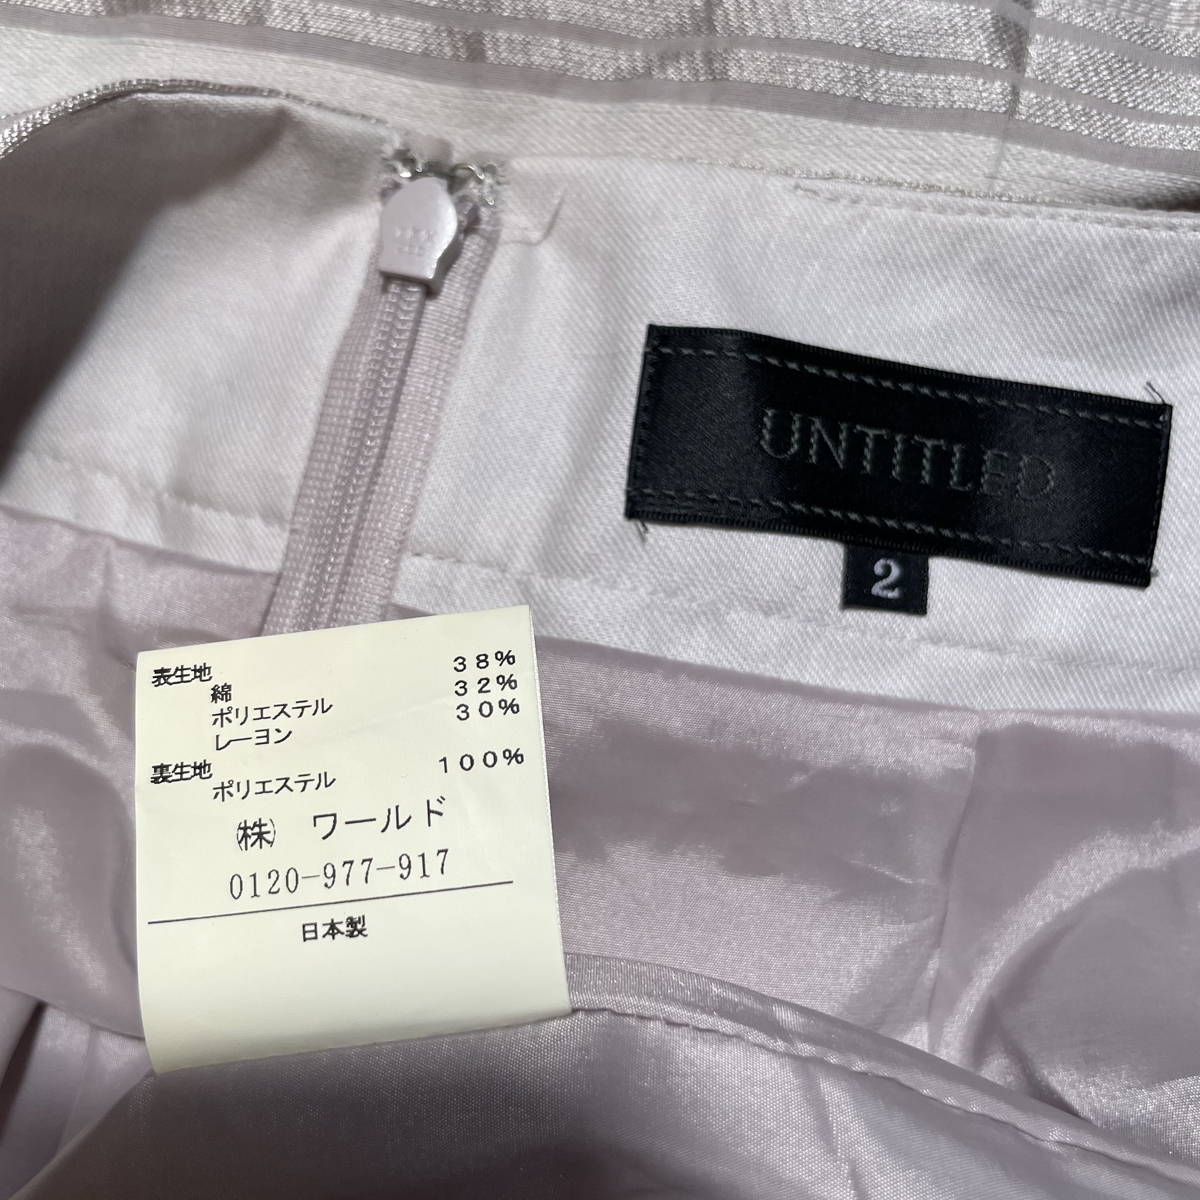 UNTITLED
2
表生地
綿 38%
ポリエステル 32%
レーヨン 30%
裏生地
ポリエステル 100%
㈱ ワールド
0120-977-917
日本製